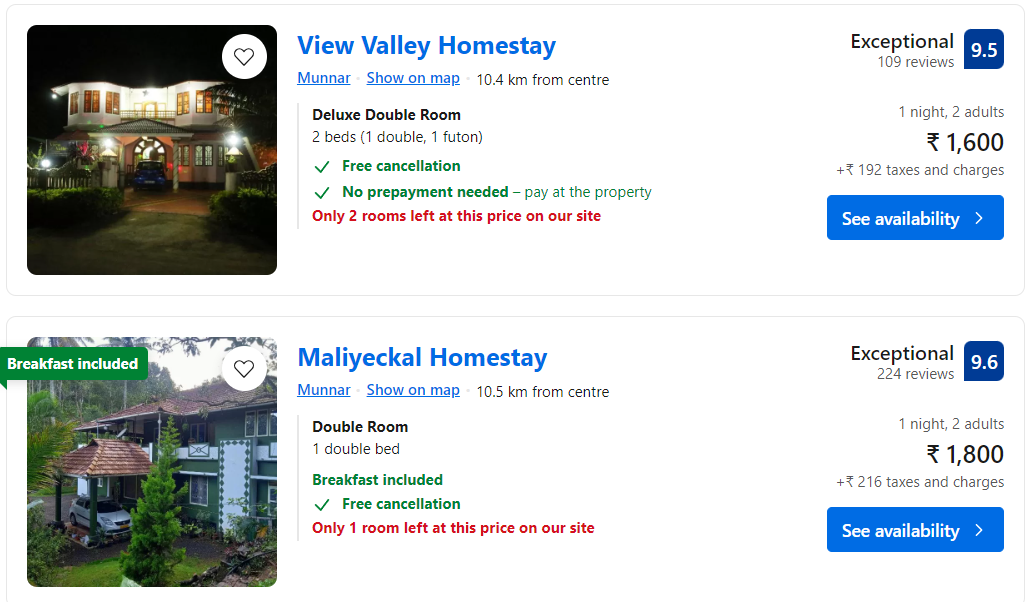 View Valley Homestay
Munnar · Show on map · 10.4 km from centre
Deluxe Double Room
2 beds (1 double, 1 futon)
Free cancellation
No prepayment needed – pay at the property
Only 2 rooms left at this price on our site
Exceptional 9.5
109 reviews
1 night, 2 adults
₹ 1,600
+₹ 192 taxes and charges
See availability
Breakfast included
Maliyeckal Homestay
Munnar · Show on map · 10.5 km from centre
Double Room
1 double bed
Breakfast included
Free cancellation
Only 1 room left at this price on our site
Exceptional 9.6
224 reviews
1 night, 2 adults
₹ 1,800
+₹ 216 taxes and charges
See availability